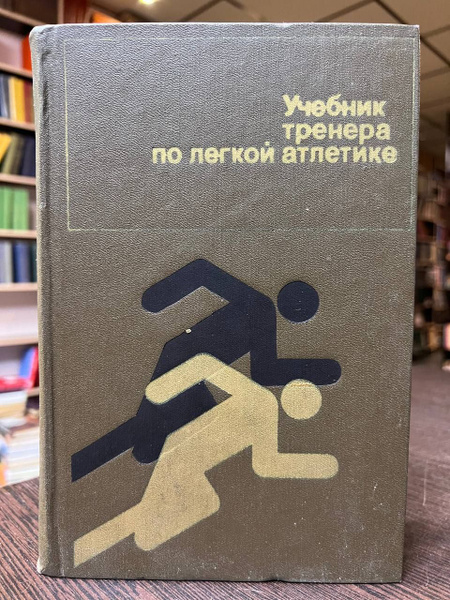 Учебник
тренера
по легкой атлетике